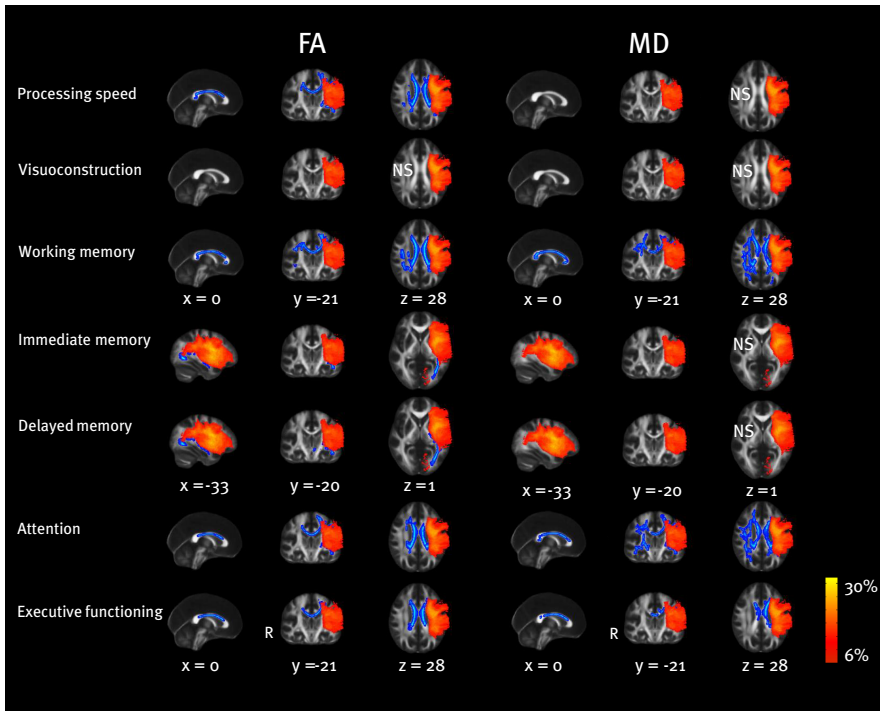 FA MD
Processing speed NS
Visuoconstruction NS NS
Working memory
x = 0 y =-21 z = 28 x = 0 y =-21 z = 28
Immediate memory NS
Delayed memory NS
x =-33 y =-20 z = 1 x =-33 y =-20 z = 1
Attention
30%
Executive functioning
R R
6%
x = 0 y =-21 z = 28 x = 0 y =-21 z = 28